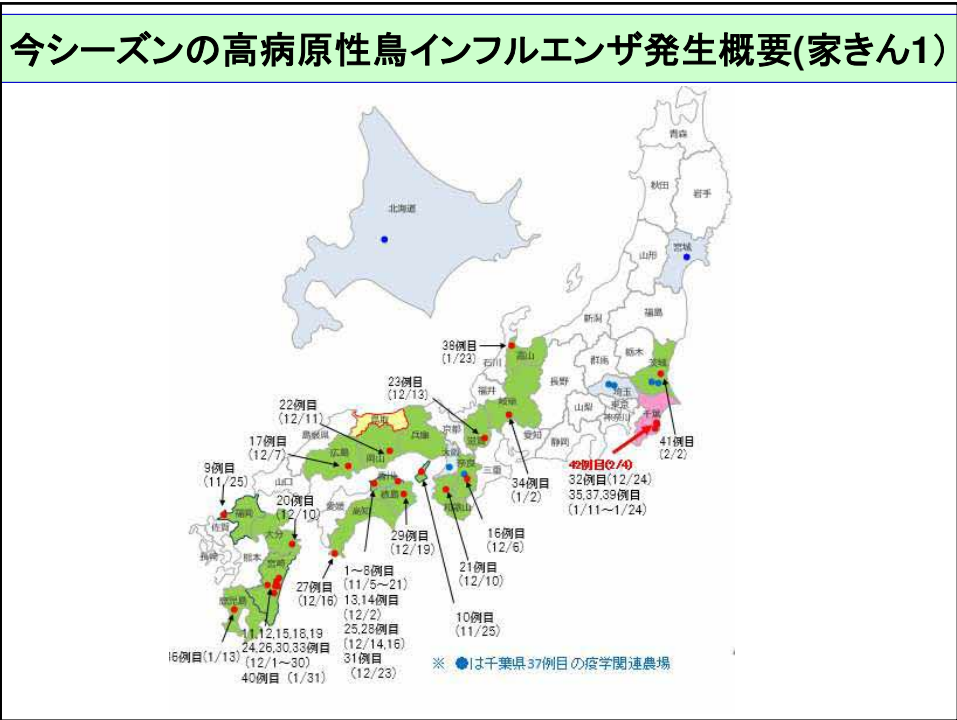 今シーズンの高病原性鳥インフルエンザ発生概要(家きん1)
北海道
青森
秋田
岩手
宮城
山形
福島
新潟
栃木
群馬
茨城
埼玉
東京
神奈川
千葉
山梨
長野
静岡
愛知
岐阜
富山
石川
福井
滋賀
三重
京都
大阪
奈良
和歌山
兵庫
鳥取
島根県
岡山
広島
山口
香川
徳島
愛媛
高知
福岡
佐賀
長崎
大分
熊本
宮崎
鹿児島
38例目
(1/23)
23例目
(12/13)
22例目
(12/11)
17例目
(12/7)
9例目
(11/25)
20例目
(12/10)
41例目
(2/2)
42例目(2/4)
32例目(12/24)
35,37,39例目
(1/11~1/24)
34例目
(1/2)
16例目
(12/6)
21例目
(12/10)
29例目
(12/19)
10例目
(11/25)
27例目
(12/16)
1~8例目
(11/5~21)
13,14例目
(12/2)
25,28例目
(12/14,16)
31例目
(12/23)
11,12,15,18,19
24,26,30,33例目
(12/1~30)
40例目 (1/31)
36例目(1/13)
※ ●は千葉県37例目の疫学関連農場